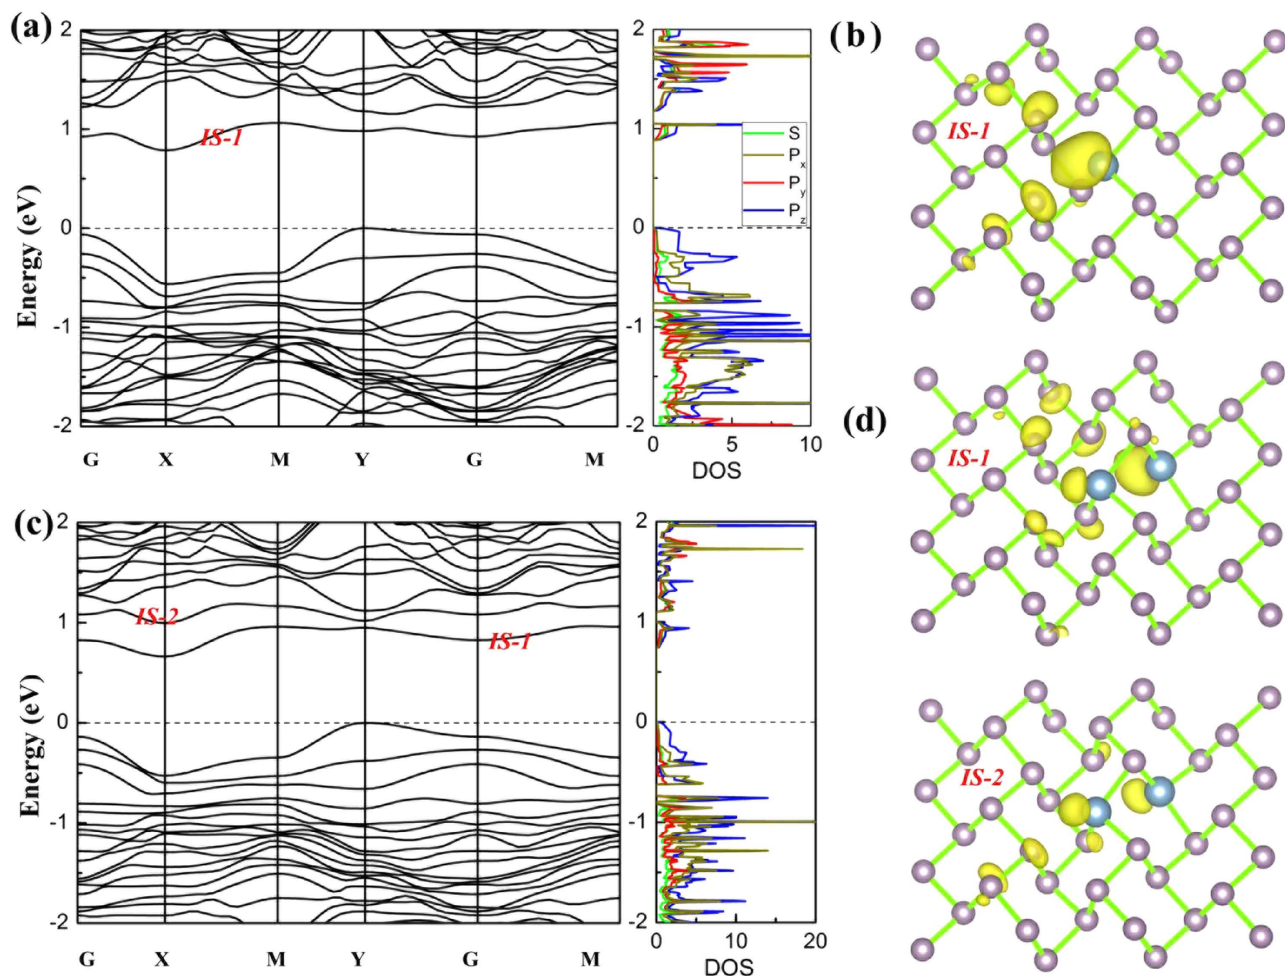 (a)
2
1
0
-1
-2
Energy (eV)
IS-1
G X M Y G M
2
1
0
-1
-2
S
Px
Py
Pz
0 5 10
DOS
(b)
IS-1
(c)
2
1
0
-1
-2
Energy (eV)
IS-2
IS-1
G X M Y G M
2
1
0
-1
-2
0 10 20
DOS
(d)
IS-1
IS-2